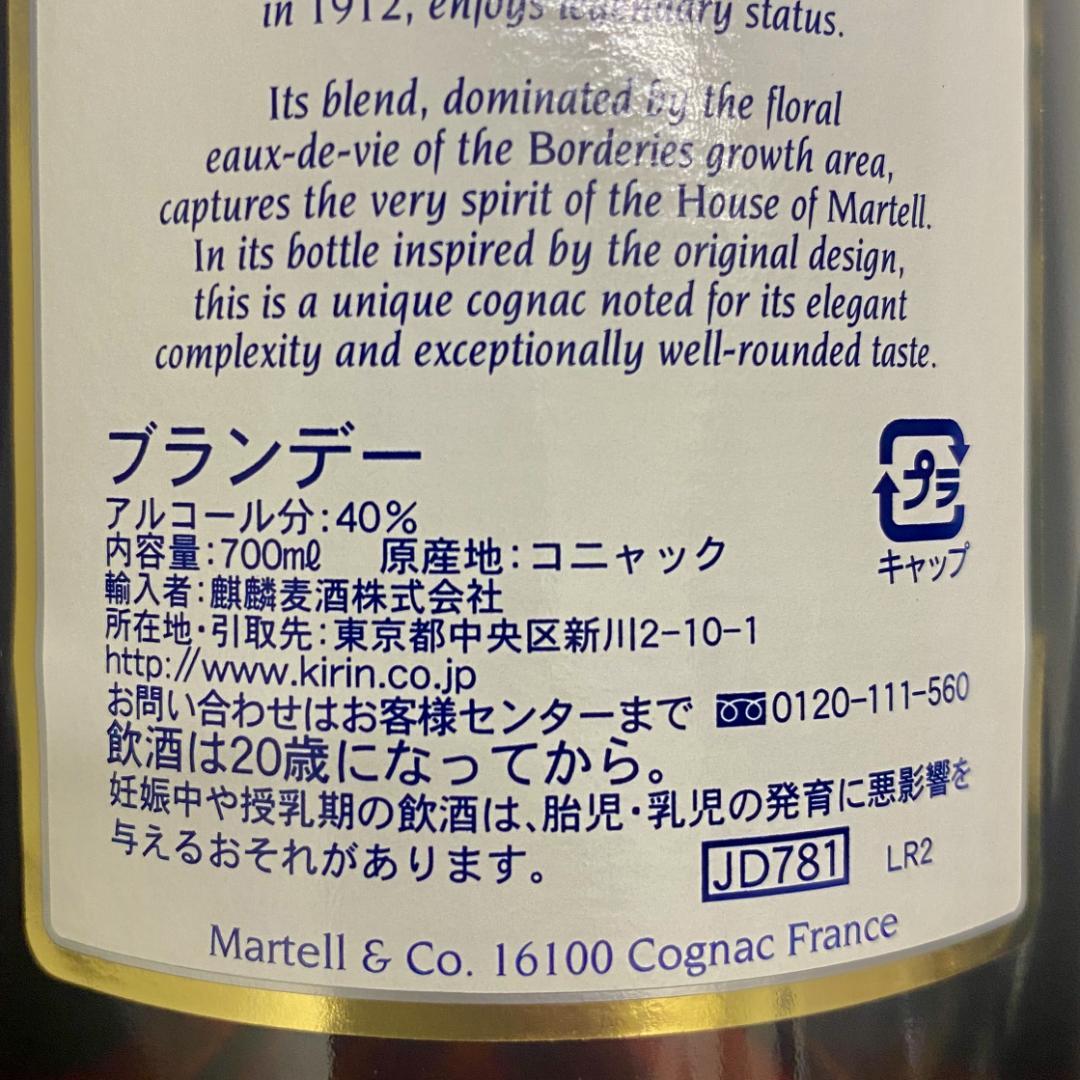 in 1912, enjoys legendary status.
Its blend, dominated by the floral
eaux-de-vie of the Borderies growth area,
captures the very spirit of the House of Martell.
In its bottle inspired by the original design,
this is a unique cognac noted for its elegant
complexity and exceptionally well-rounded taste.
ブランデー
アルコール分:40%
内容量:700mℓ 原産地:コニャック
プラ
キャップ
輸入者:麒麟麦酒株式会社
所在地・引取先:東京都中央区新川2-10-1
http://www.kirin.co.jp
お問い合わせはお客様センターまで 0120-111-560
飲酒は20歳になってから。
妊娠中や授乳期の飲酒は、胎児・乳児の発育に悪影響を
与えるおそれがあります。
JD781 LR2
Martell & Co. 16100 Cognac France